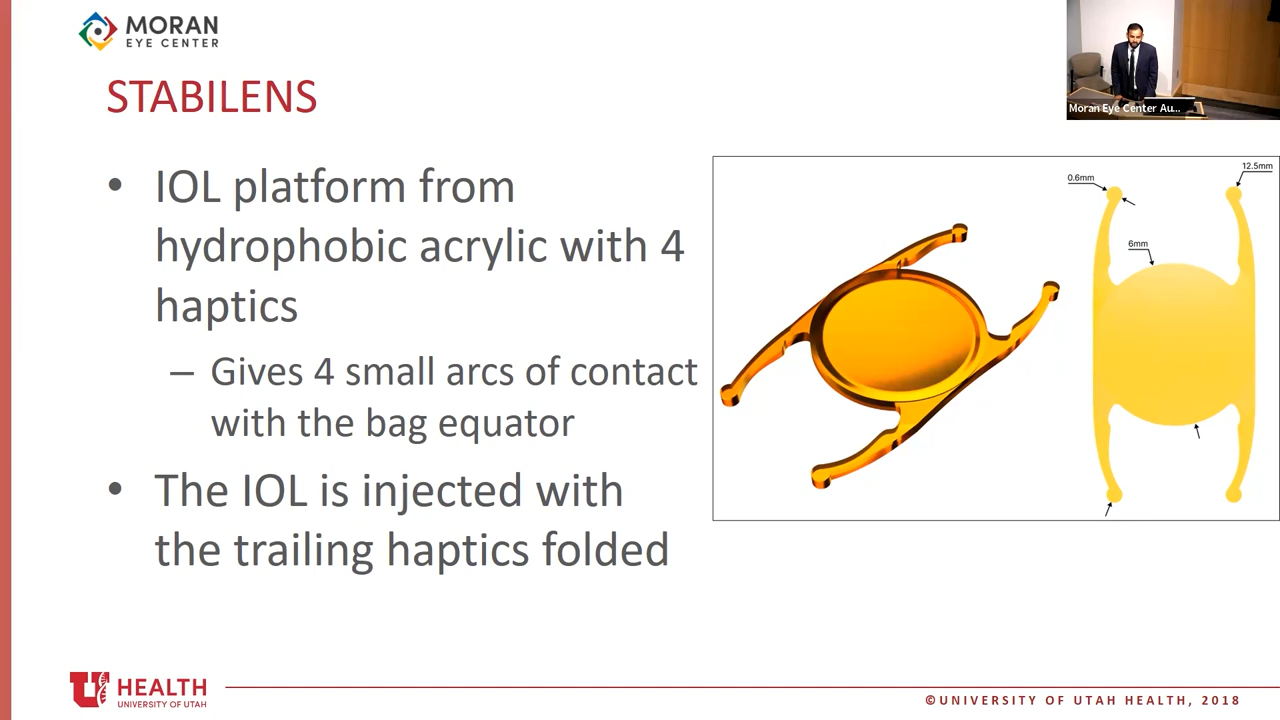 MORAN
EYE CENTER
Moran Eye Center Au...
STABILENS
• IOL platform from
hydrophobic acrylic with 4
haptics
– Gives 4 small arcs of contact
with the bag equator
• The IOL is injected with
the trailing haptics folded
0.6mm
12.5mm
6mm
U HEALTH
UNIVERSITY OF UTAH
©UNIVERSITY OF UTAH HEALTH, 2018